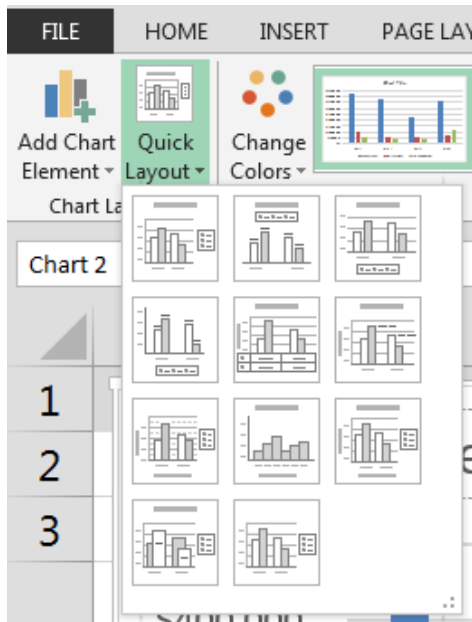 FILE HOME INSERT PAGE LAY
Add Chart Element Quick Layout Change Colors
Chart La
Chart 2
1
2
3